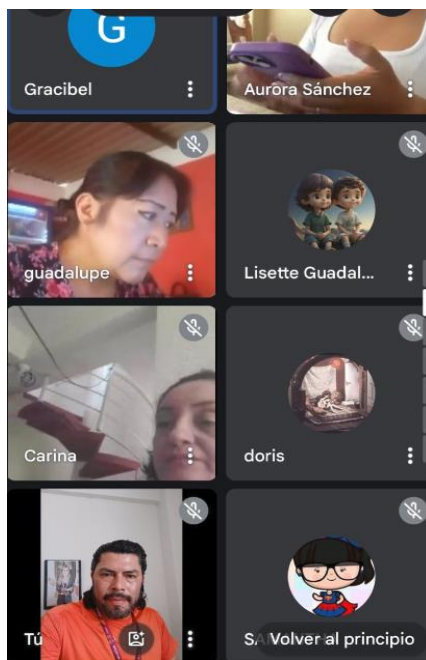 G
Gracibel
Aurora Sánchez
guadalupe
Lisette Guadal...
Carina
doris
Tú
Volver al principio